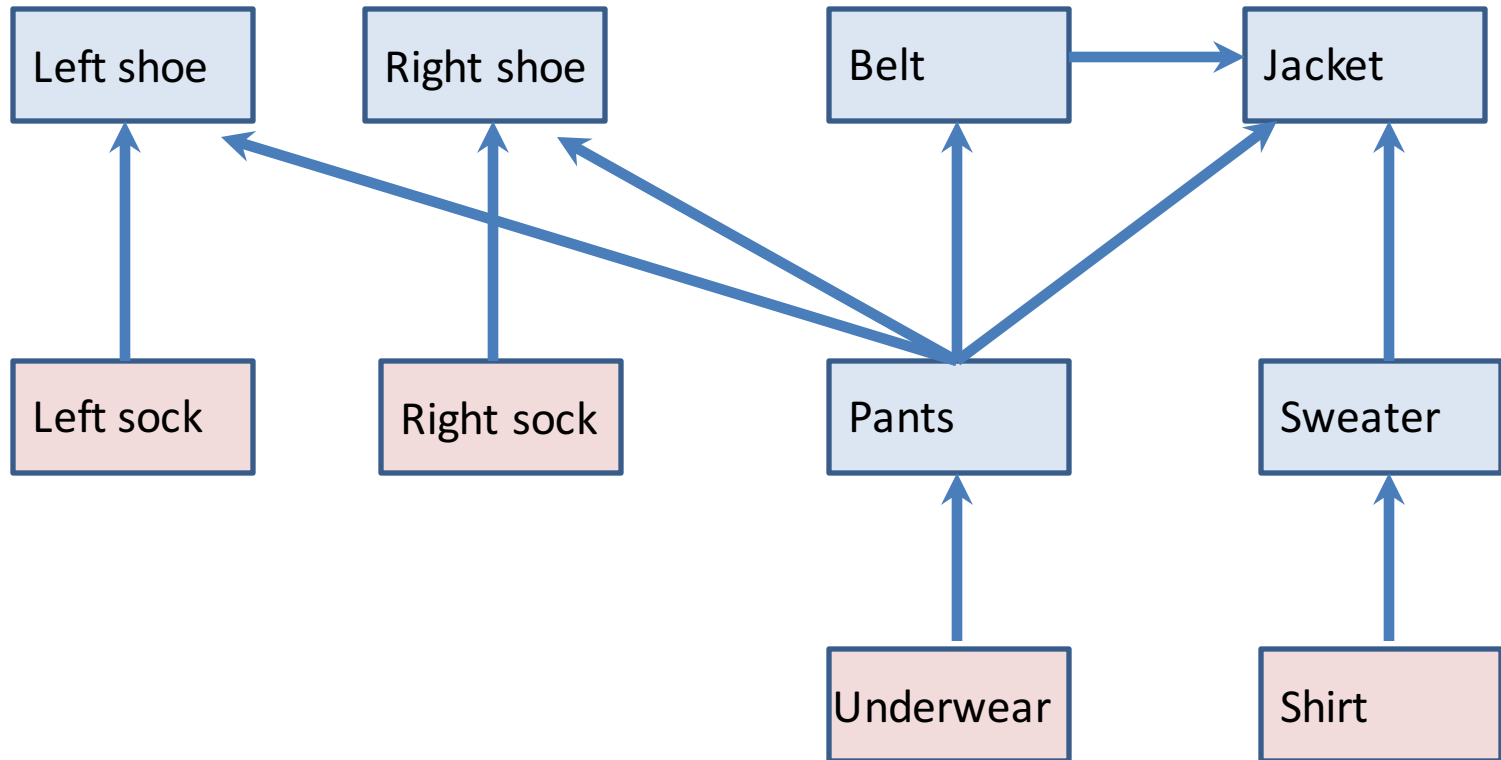 Left shoe
Right shoe
Belt
Jacket
Left sock
Right sock
Pants
Sweater
Underwear
Shirt